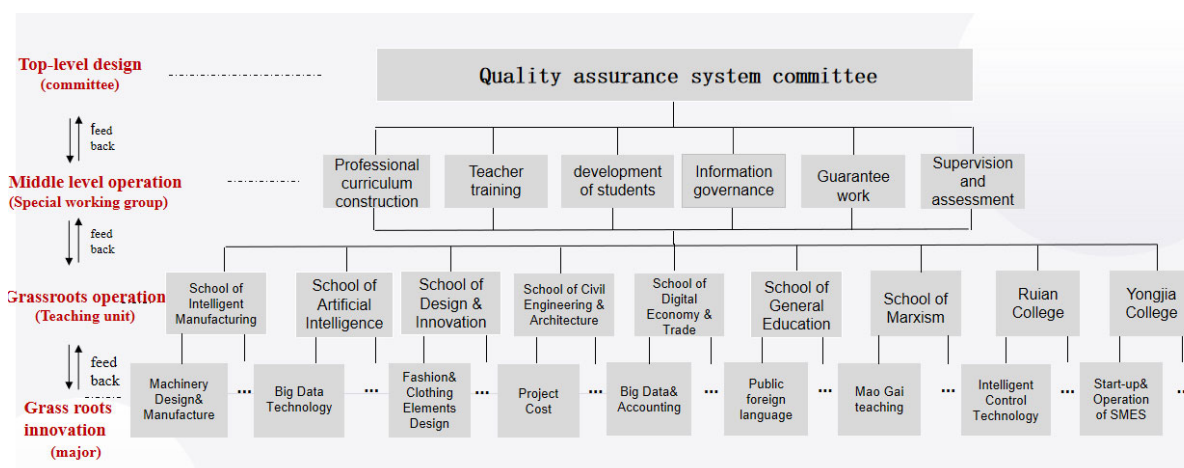 Top-level design
(committee)
Quality assurance system committee
feed
back
Middle level operation
(Special working group)
Professional
curriculum
construction
Teacher
training
development
of students
Information
governance
Guarantee
work
Supervision
and
assessment
feed
back
Grassroots operation
(Teaching unit)
School of
Intelligent
Manufacturing
School of
Artificial
Intelligence
School of
Design &
Innovation
School of Civil
Engineering &
Architecture
School of
Digital
Economy &
Trade
School of
General
Education
School of
Marxism
Ruian
College
Yongjia
College
feed
back
Grass roots
innovation
(major)
Machinery
Design&
Manufacture
...
Big Data
Technology
...
Fashion&
Clothing
Elements
Design
...
Project
Cost
...
Big Data&
Accounting
...
Public
foreign
language
...
Mao Gai
teaching
...
Intelligent
Control
Technology
...
Start-up&
Operation
of SMES
...